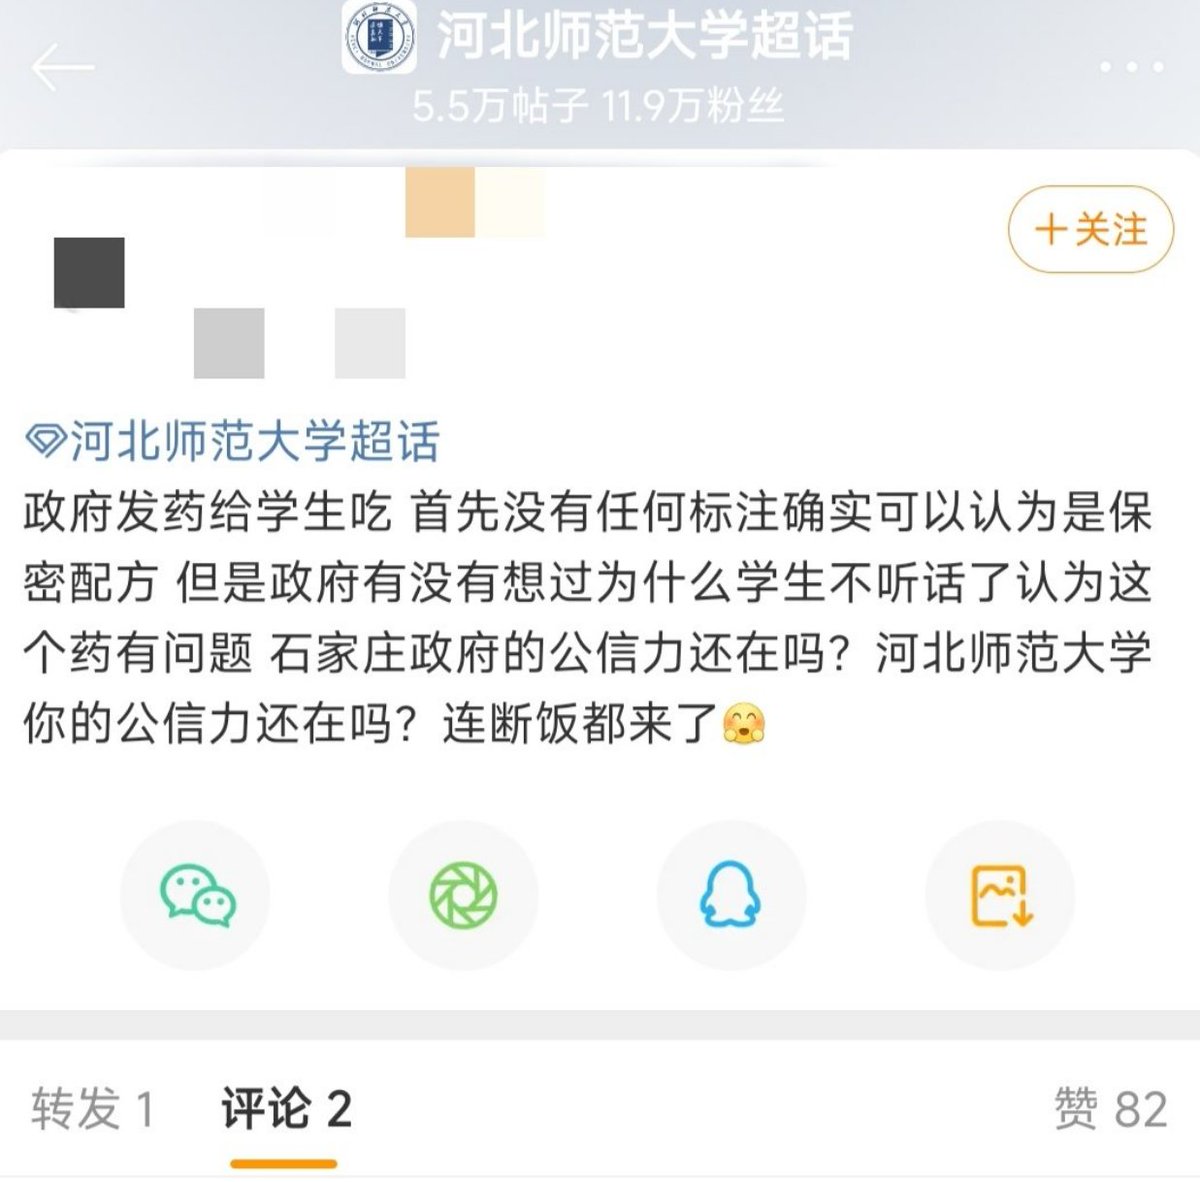 河北师范大学超话
5.5万帖子 11.9万粉丝
+关注
河北师范大学超话
政府发药给学生吃 首先没有任何标注确实可以认为是保
密配方 但是政府有没有想过为什么学生不听话了认为这
个药有问题 石家庄政府的公信力还在吗？河北师范大学
你的公信力还在吗？连断饭都来了
转发 1
评论 2
赞 82